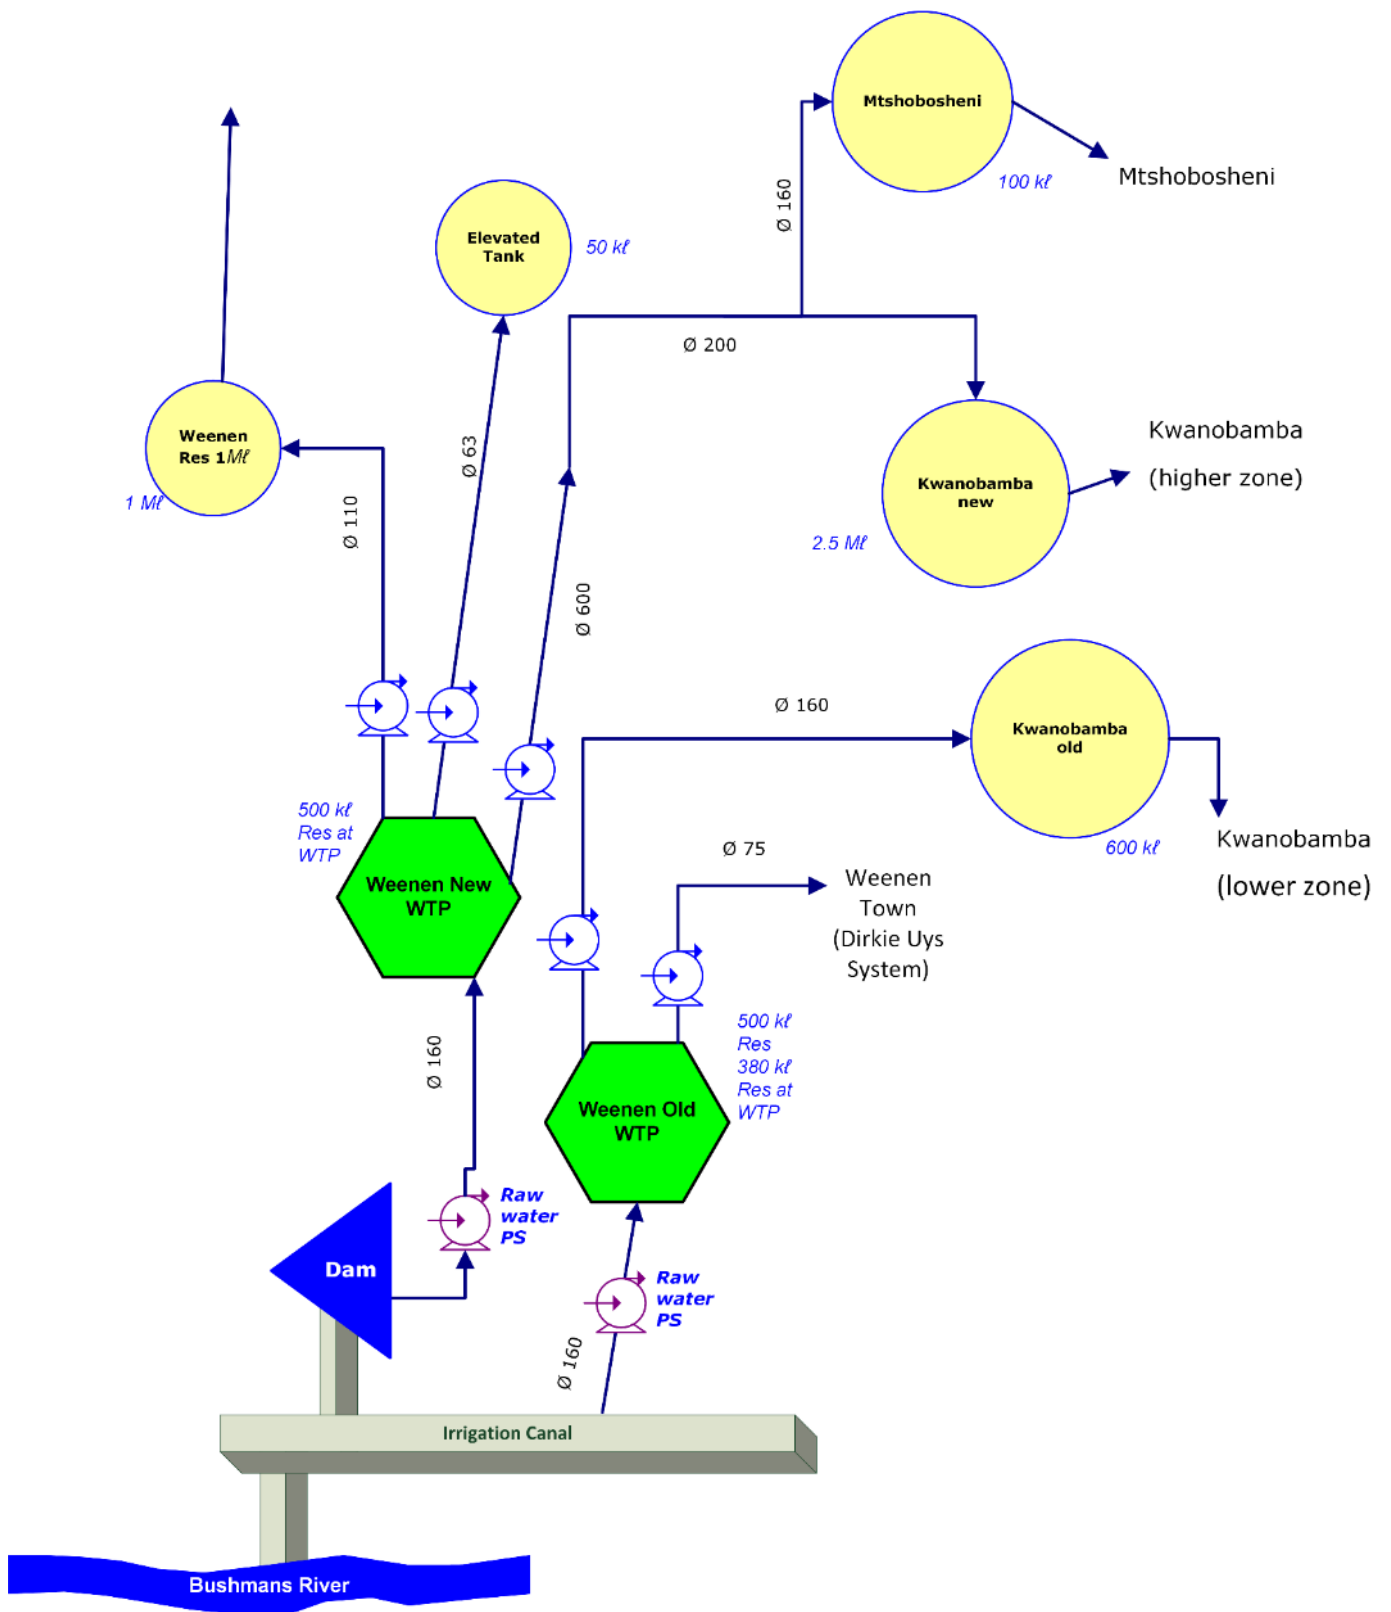 Mtshobosheni
100 kℓ
Mtshobosheni
Ø 160
Elevated
Tank
50 kℓ
Ø 200
Weenen
Res 1Mℓ
1 Mℓ
Ø 110
Ø 63
Kwanobamba
new
2.5 Mℓ
Kwanobamba
(higher zone)
Ø 600
Ø 160
Kwanobamba
old
600 kℓ
Kwanobamba
(lower zone)
500 kℓ
Res at
WTP
Weenen New
WTP
Ø 75
Weenen
Town
(Dirkie Uys
System)
Ø 160
500 kℓ
Res
380 kℓ
Res at
WTP
Weenen Old
WTP
Raw
water
PS
Dam
Raw
water
PS
Ø 160
Irrigation Canal
Bushmans River